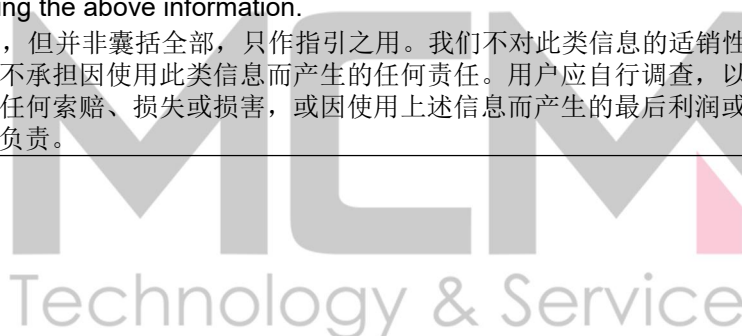 ing the above information.
，但并非囊括全部，只作指引之用。我们不对此类信息的适销性
不承担因使用此类信息而产生的任何责任。用户应自行调查，以
任何索赔、损失或损害，或因使用上述信息而产生的最后利润或
负责。
MCM
Technology & Service